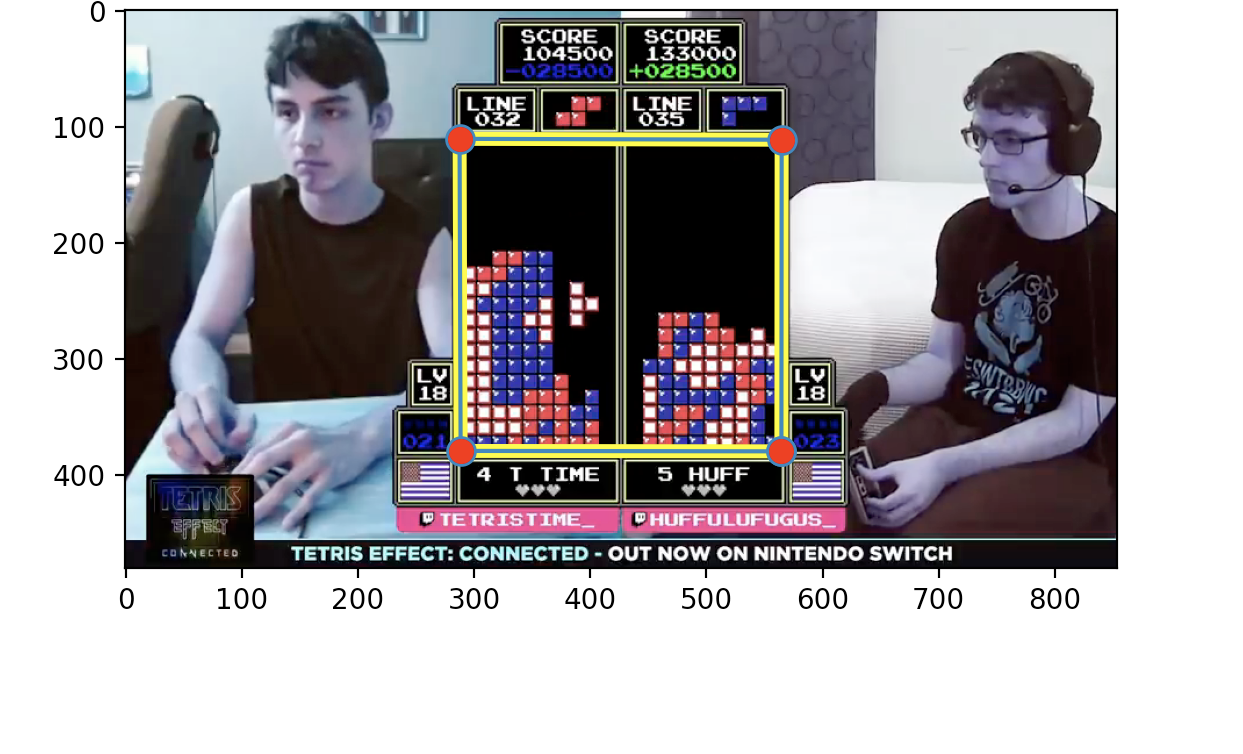 0
100
200
300
400
0 100 200 300 400 500 600 700 800
SCORE
104500
-028500
SCORE
133000
+028500
LINE
032
LINE
035
LV
18
LV
18
021
023
4 T TIME
5 HUFF
TETRISTIME_
HUFFULUFUGUS_
TETRIS
EFFECT
CONNECTED
TETRIS EFFECT: CONNECTED - OUT NOW ON NINTENDO SWITCH